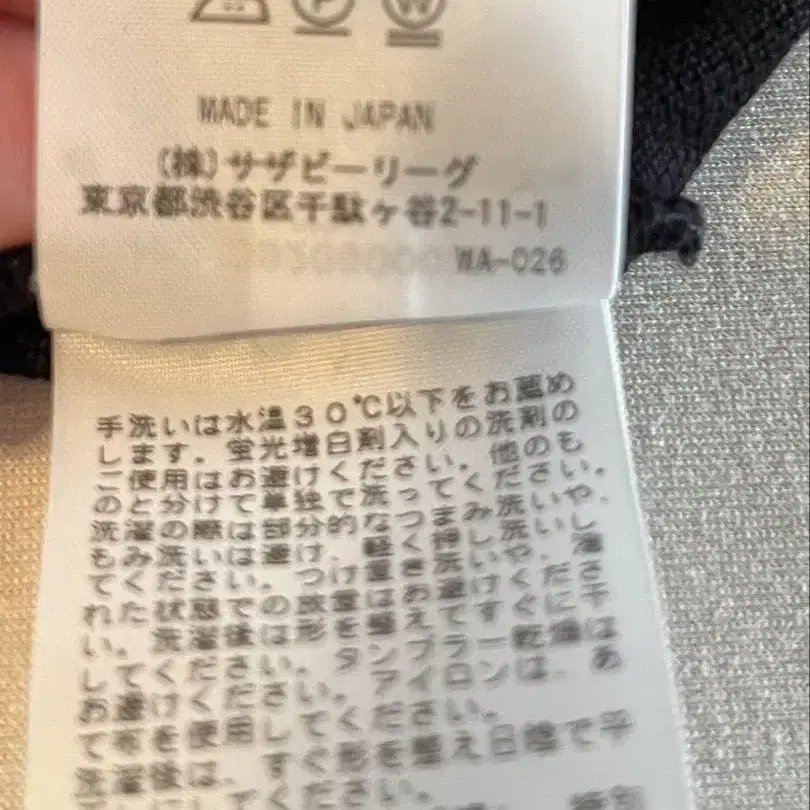 P
W
MADE IN JAPAN
(株)サザビーリーグ
東京都渋谷区千駄ヶ谷2-11-1
WA-026
手洗いは水温30℃以下をお薦め
します。蛍光増白剤入りの洗剤の
ご使用はお避けください。他のも
のと分けて単独で洗ってください。
洗濯の際は部分的なつまみ洗いや、
もみ洗いは避け、軽く押し洗いし
てください。つけ置き洗いや、濡
れた状態での放置はお避けくださ
い。洗濯後は形を整えてすぐに干
してください。タンブラー乾燥は
お避けください。アイロンは、あ
て布を使用してください。
洗濯後は、すぐ形を整え日陰で平
してください。